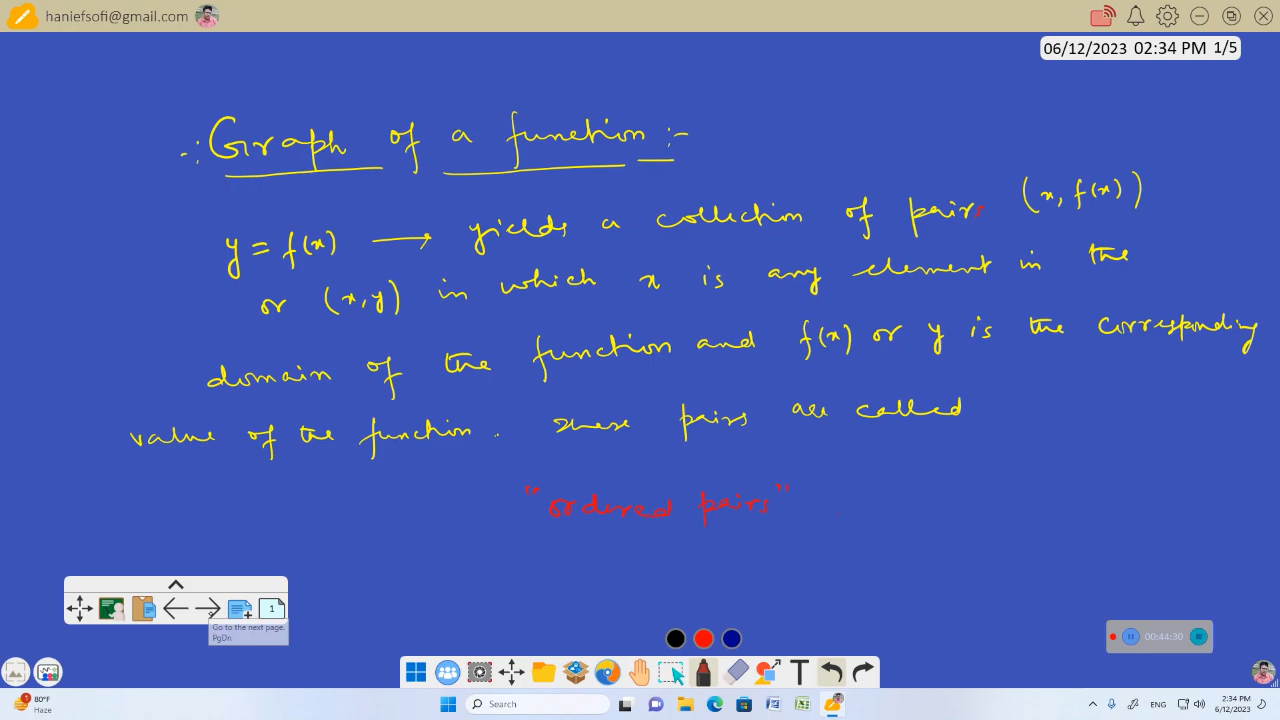 haniefsofi@gmail.com
06/12/2023 02:34 PM 1/5
∴ Graph of a function :-
y = f(x) → yields a collection of pairs (x, f(x))
or (x, y) in which x is any element in the
domain of the function and f(x) or y is the corresponding
value of the function. These pairs are called
"ordered pairs"
1
Go to the next page.
PgDn
00:44:30
T
1
80°F
Haze
Search
ENG
2:34 PM
6/12/2023